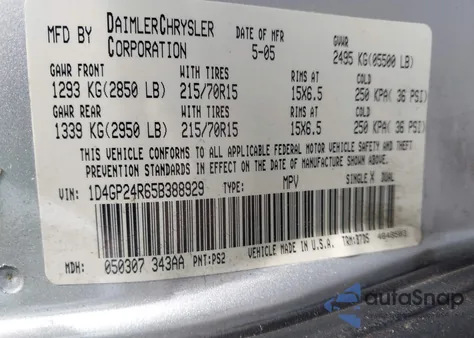 MFD BY DAIMLERCHRYSLER CORPORATION DATE OF MFR 5-05 GVWR 2495 KG(05500 LB)
GAWR FRONT WITH TIRES RIMS AT COLD
1293 KG(2850 LB) 215/70R15 15X6.5 250 KPA( 36 PSI)
GAWR REAR WITH TIRES RIMS AT COLD
1339 KG(2950 LB) 215/70R15 15X6.5 250 KPA( 36 PSI)
THIS VEHICLE CONFORMS TO ALL APPLICABLE FEDERAL MOTOR VEHICLE SAFETY, BUMPER, AND THEFT
PREVENTION STANDARDS IN EFFECT ON THE DATE OF MANUFACTURE SHOWN ABOVE.
VIN: 1D4GP24R65B388929 TYPE: MPV SINGLE X DUAL
VEHICLE MADE IN U.S.A.
MDH: 050307 343AA PNT:PS2
autoSnap